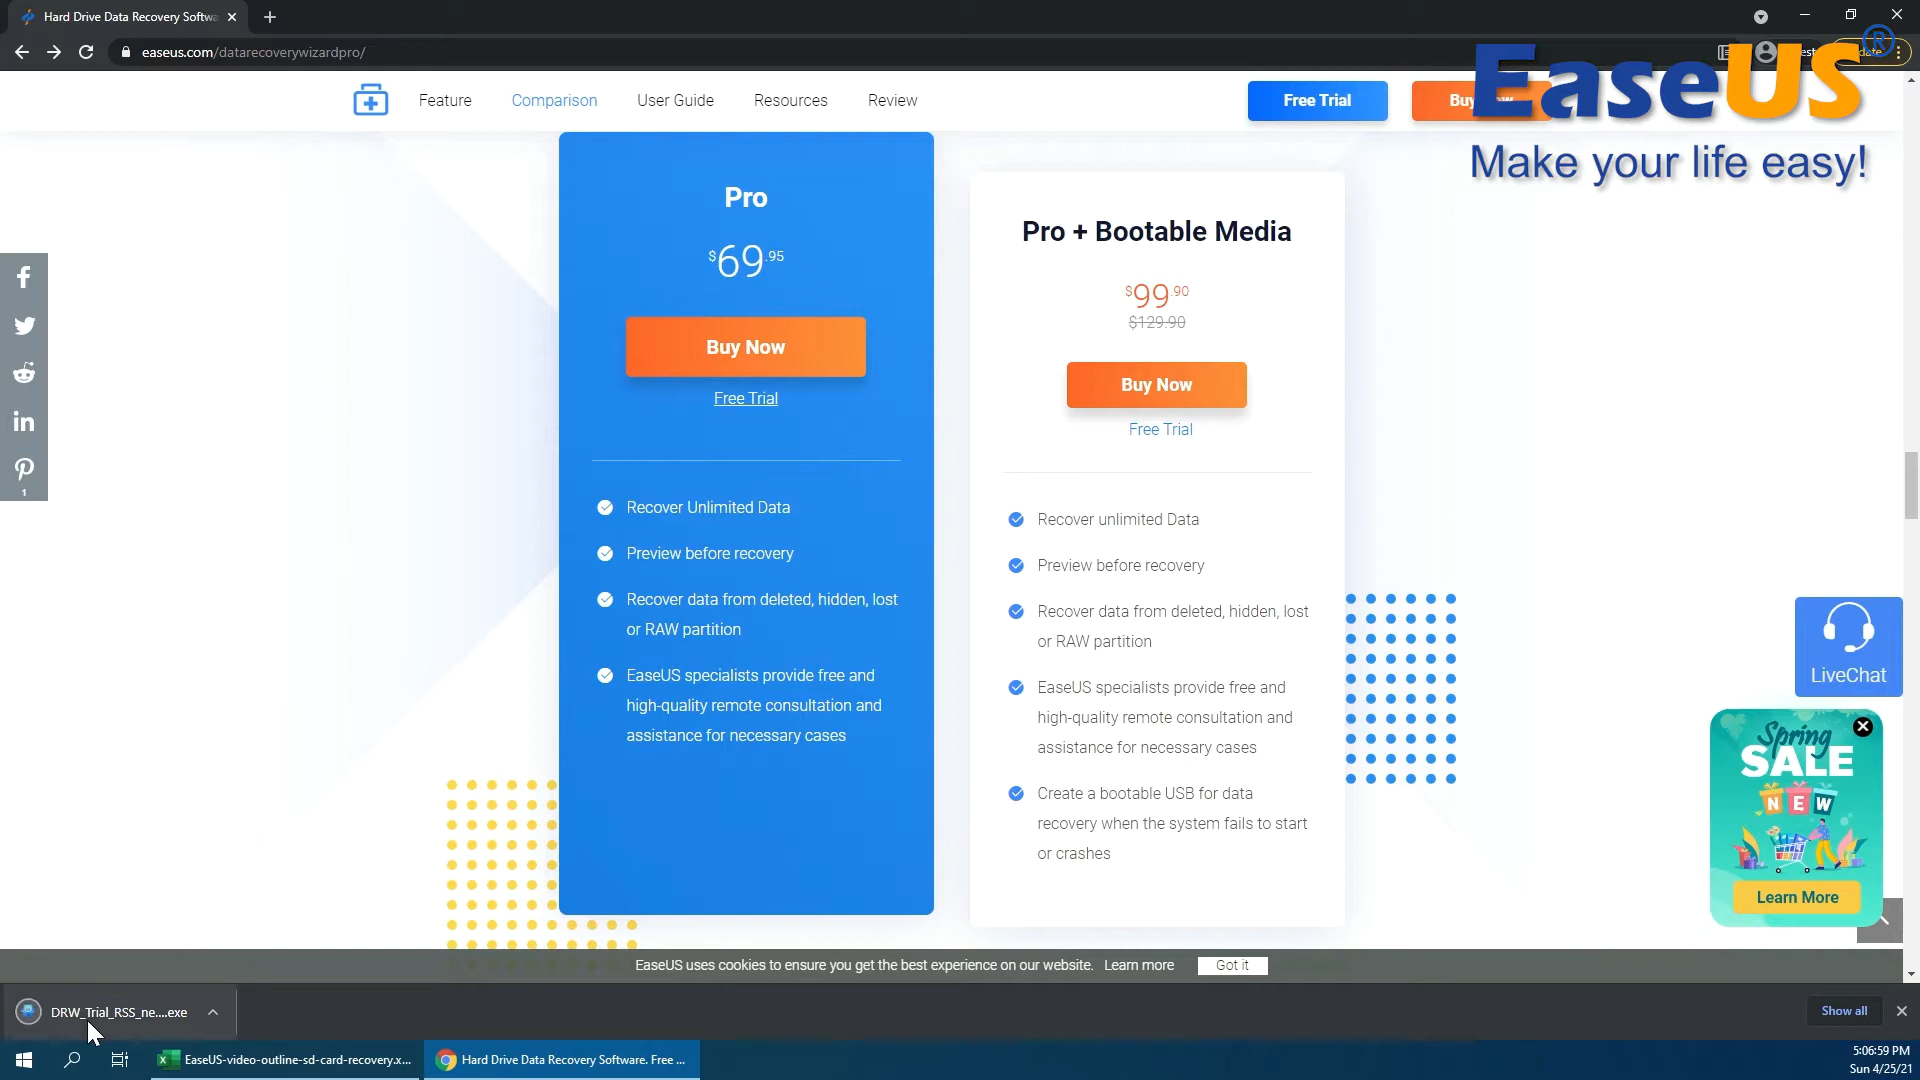 Hard Drive Data Recovery Softwa
easeus.com/datarecoverywizardpro/
EaseUS®
Make your life easy!
Feature
Comparison
User Guide
Resources
Review
Free Trial
Pro
$69.95
Buy Now
Free Trial
Recover Unlimited Data
Preview before recovery
Recover data from deleted, hidden, lost
or RAW partition
EaseUS specialists provide free and
high-quality remote consultation and
assistance for necessary cases
Pro + Bootable Media
$99.90
$129.90
Buy Now
Free Trial
Recover unlimited Data
Preview before recovery
Recover data from deleted, hidden, lost
or RAW partition
EaseUS specialists provide free and
high-quality remote consultation and
assistance for necessary cases
Create a bootable USB for data
recovery when the system fails to start
or crashes
1
LiveChat
Spring
SALE
NEW
Learn More
EaseUS uses cookies to ensure you get the best experience on our website. Learn more Got it
DRW_Trial_RSS_ne....exe
Show all
EaseUS-video-outline-sd-card-recovery.x...
Hard Drive Data Recovery Software. Free ...
5:06:59 PM
Sun 4/25/21